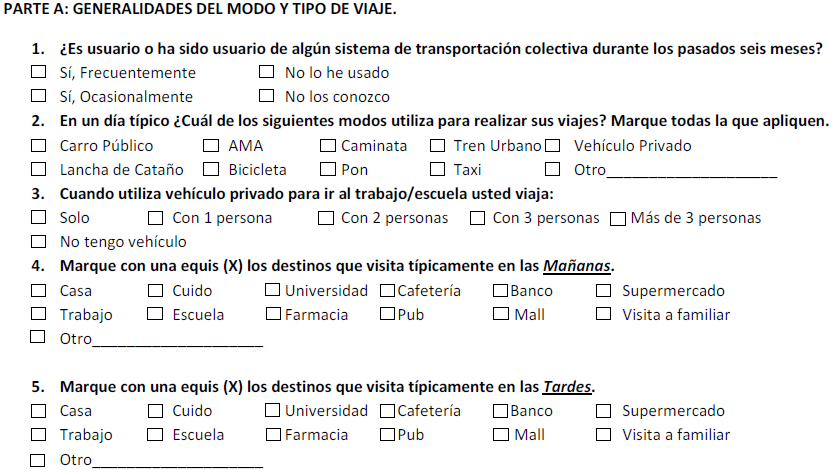 PARTE A: GENERALIDADES DEL MODO Y TIPO DE VIAJE.
1. ¿Es usuario o ha sido usuario de algún sistema de transportación colectiva durante los pasados seis meses?
Sí, Frecuentemente No lo he usado
Sí, Ocasionalmente No los conozco
2. En un día típico ¿Cuál de los siguientes modos utiliza para realizar sus viajes? Marque todas la que apliquen.
Carro Público AMA Caminata Tren Urbano Vehículo Privado
Lancha de Cataño Bicicleta Pon Taxi Otro____________________
3. Cuando utiliza vehículo privado para ir al trabajo/escuela usted viaja:
Solo Con 1 persona Con 2 personas Con 3 personas Más de 3 personas
No tengo vehículo
4. Marque con una equis (X) los destinos que visita típicamente en las Mañanas.
Casa Cuido Universidad Cafetería Banco Supermercado
Trabajo Escuela Farmacia Pub Mall Visita a familiar
Otro____________________
5. Marque con una equis (X) los destinos que visita típicamente en las Tardes.
Casa Cuido Universidad Cafetería Banco Supermercado
Trabajo Escuela Farmacia Pub Mall Visita a familiar
Otro____________________